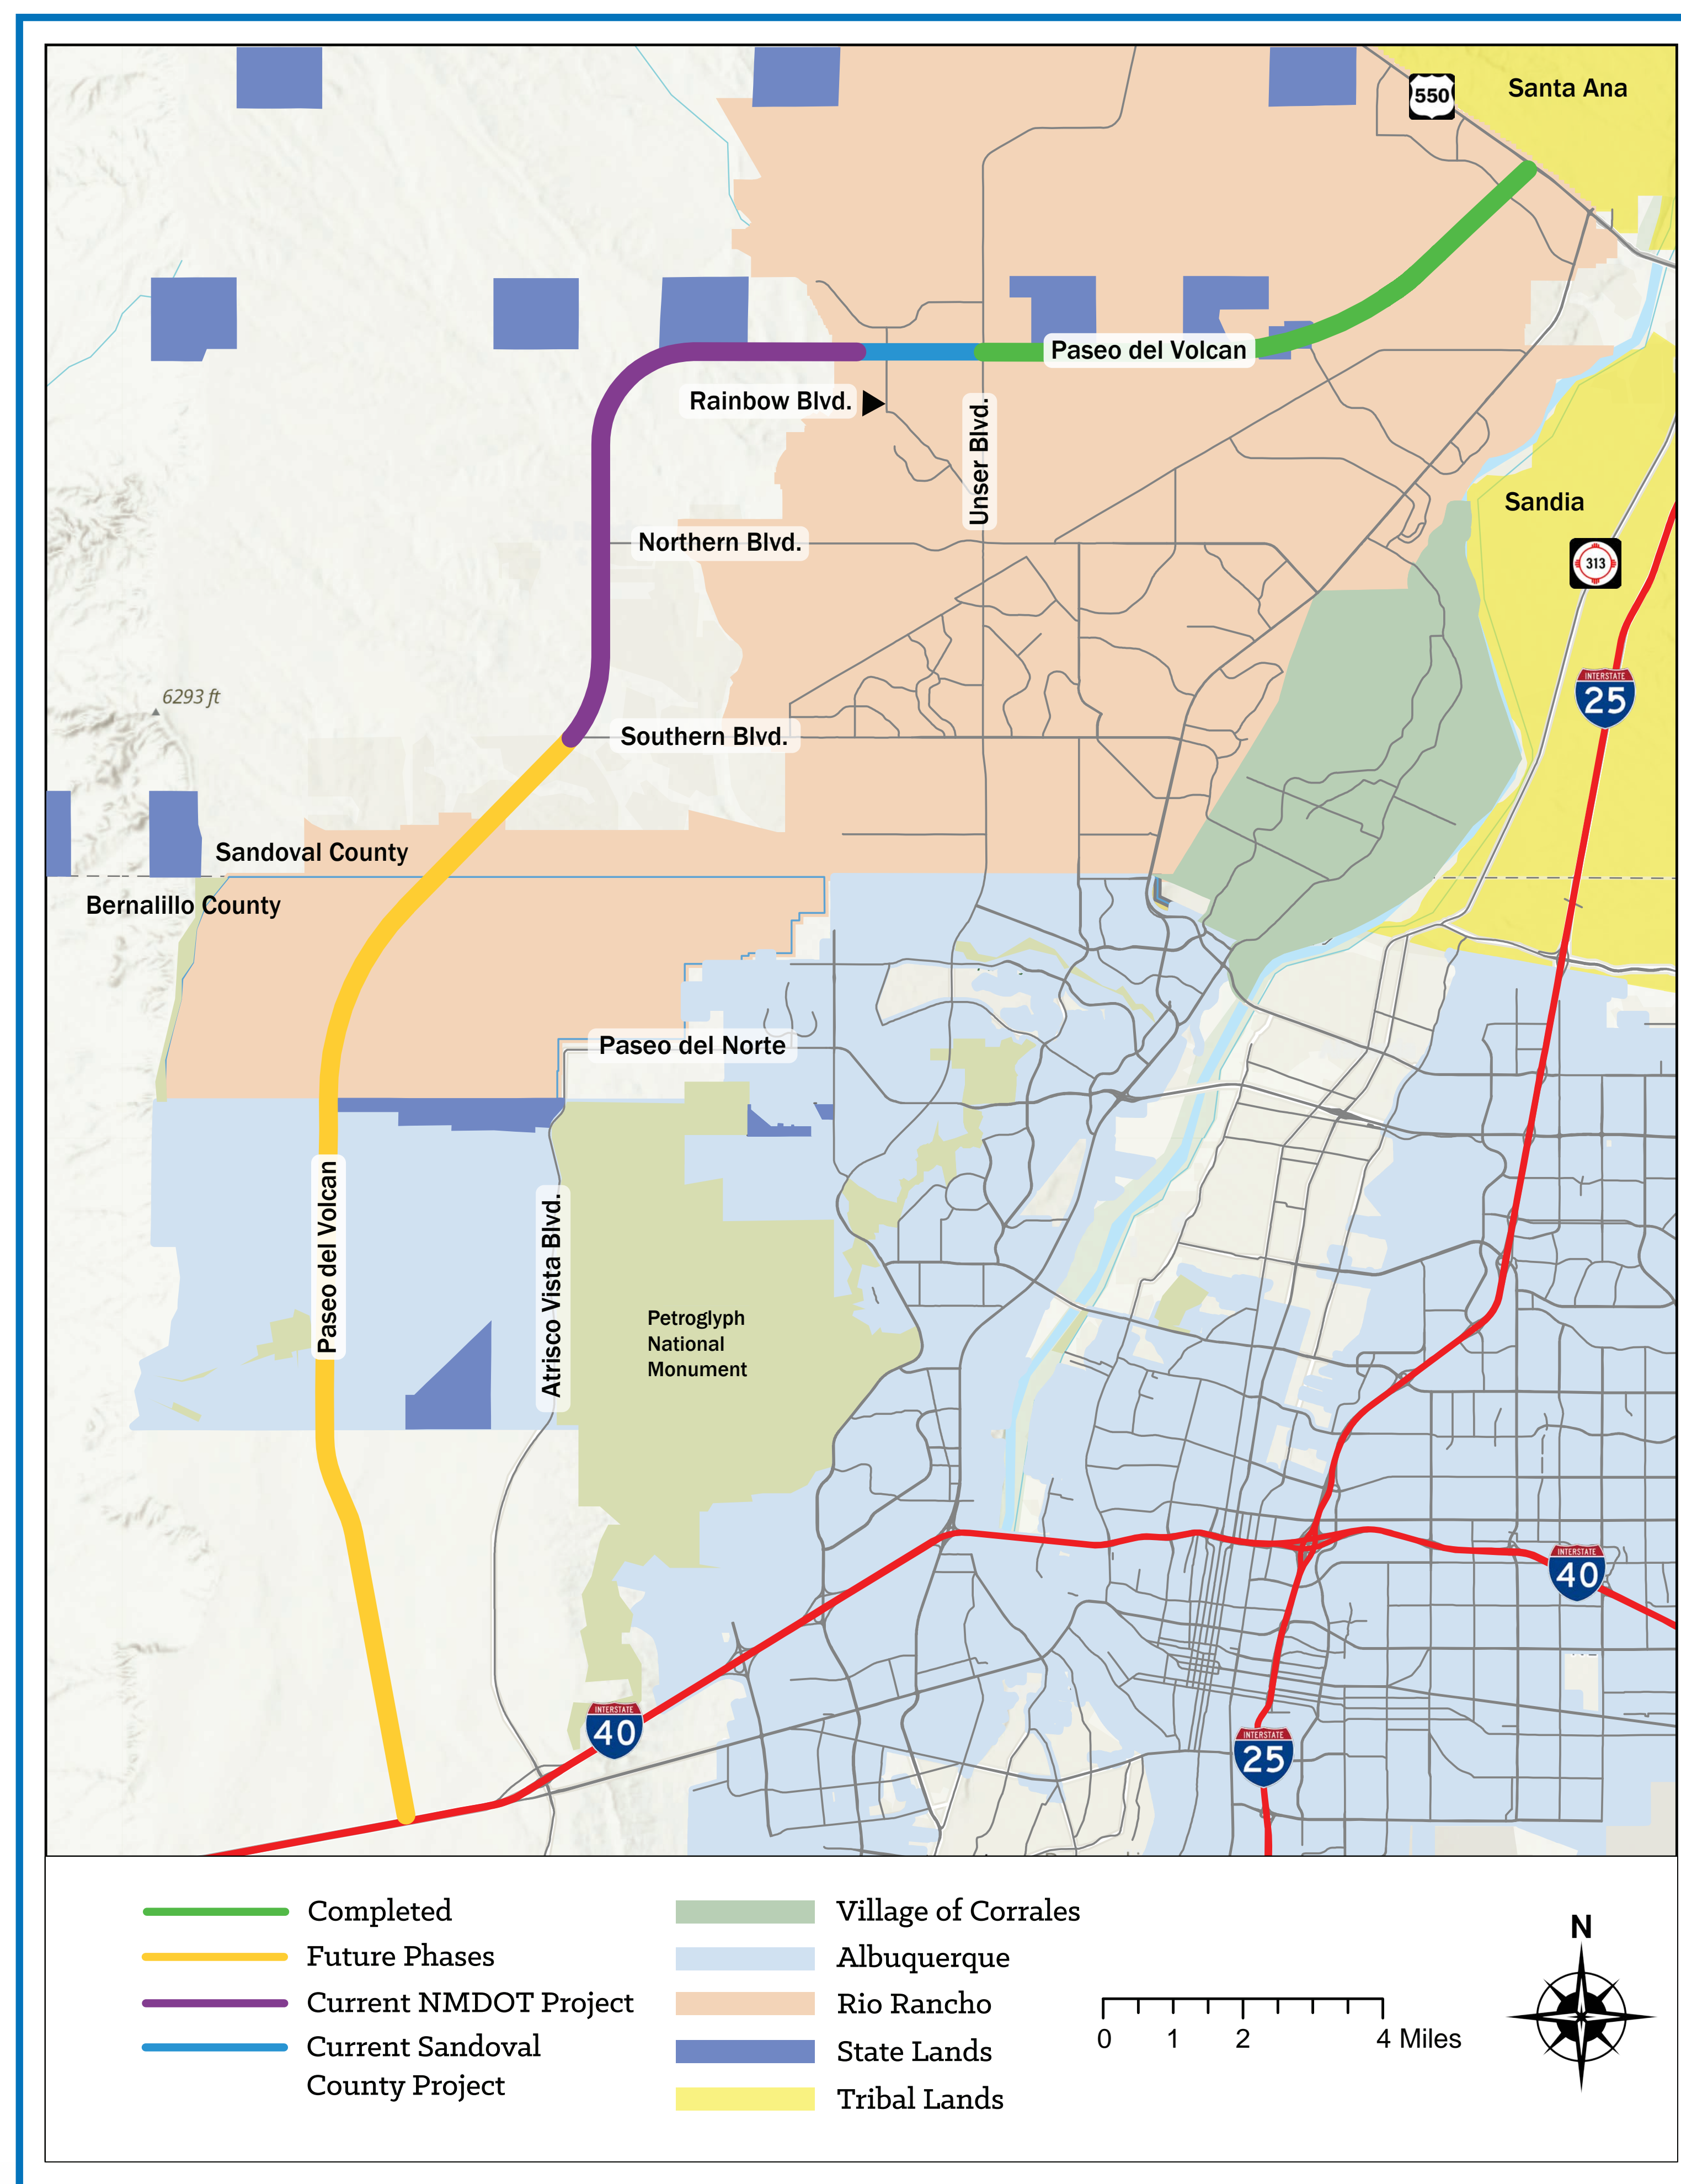 Santa Ana
550
Paseo del Volcan
Rainbow Blvd.
Unser Blvd.
Sandia
Northern Blvd.
313
6293 ft
INTERSTATE
25
Southern Blvd.
Sandoval County
Bernalillo County
Paseo del Norte
Paseo del Volcan
Atrisco Vista Blvd.
Petroglyph
National
Monument
INTERSTATE
40
INTERSTATE
40
INTERSTATE
25
Completed
Future Phases
Current NMDOT Project
Current Sandoval
County Project
Village of Corrales
Albuquerque
Rio Rancho
State Lands
Tribal Lands
0 1 2 4 Miles
N